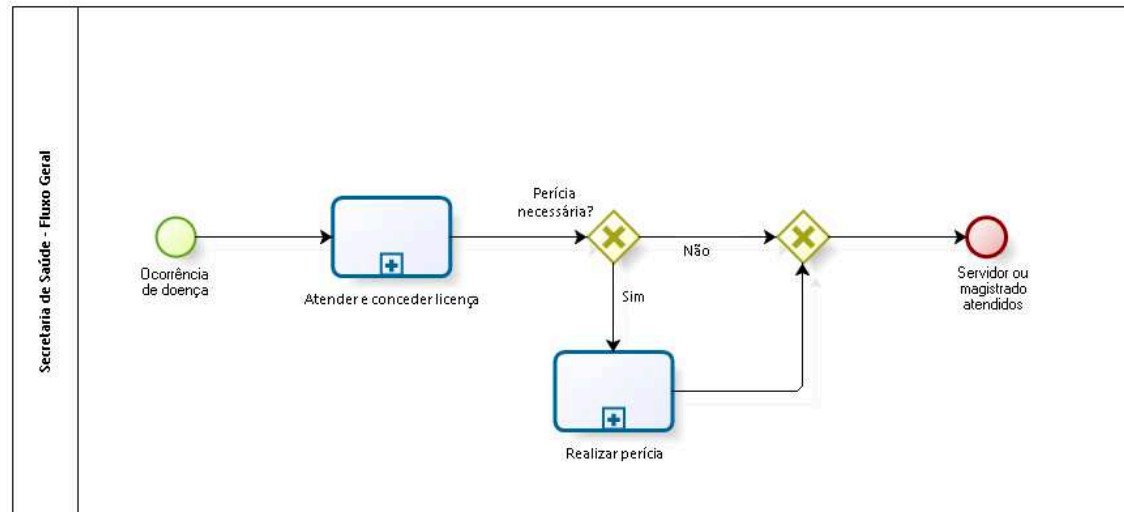 Secretaria de Saúde - Fluxo Geral
Ocorrência
de doença
Atender e conceder licença
Perícia
necessária?
Não
Sim
Realizar perícia
Servidor ou
magistrado
atendidos